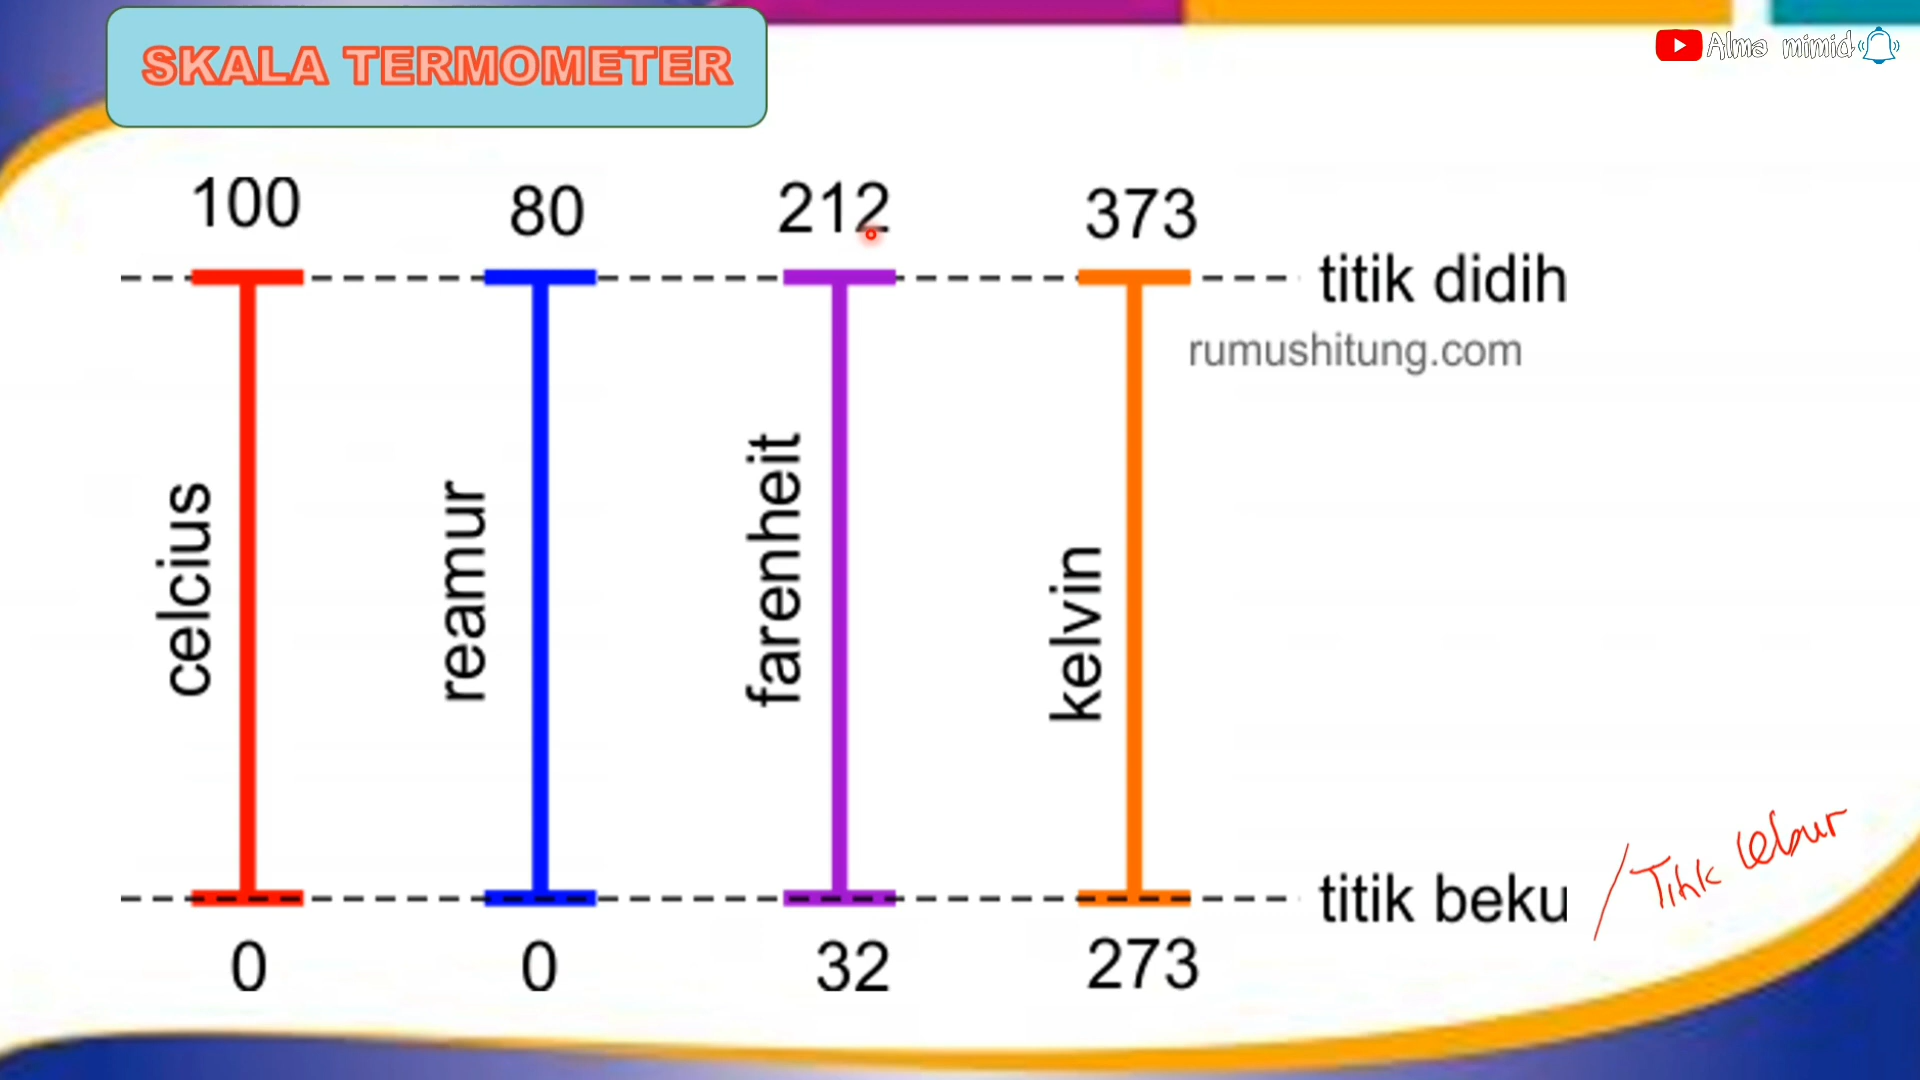 SKALA TERMOMETER
Alma mimid
100 80 212 373
titik didih
rumushitung.com
celcius reamur farenheit kelvin
titik beku / Titik lebur
0 0 32 273